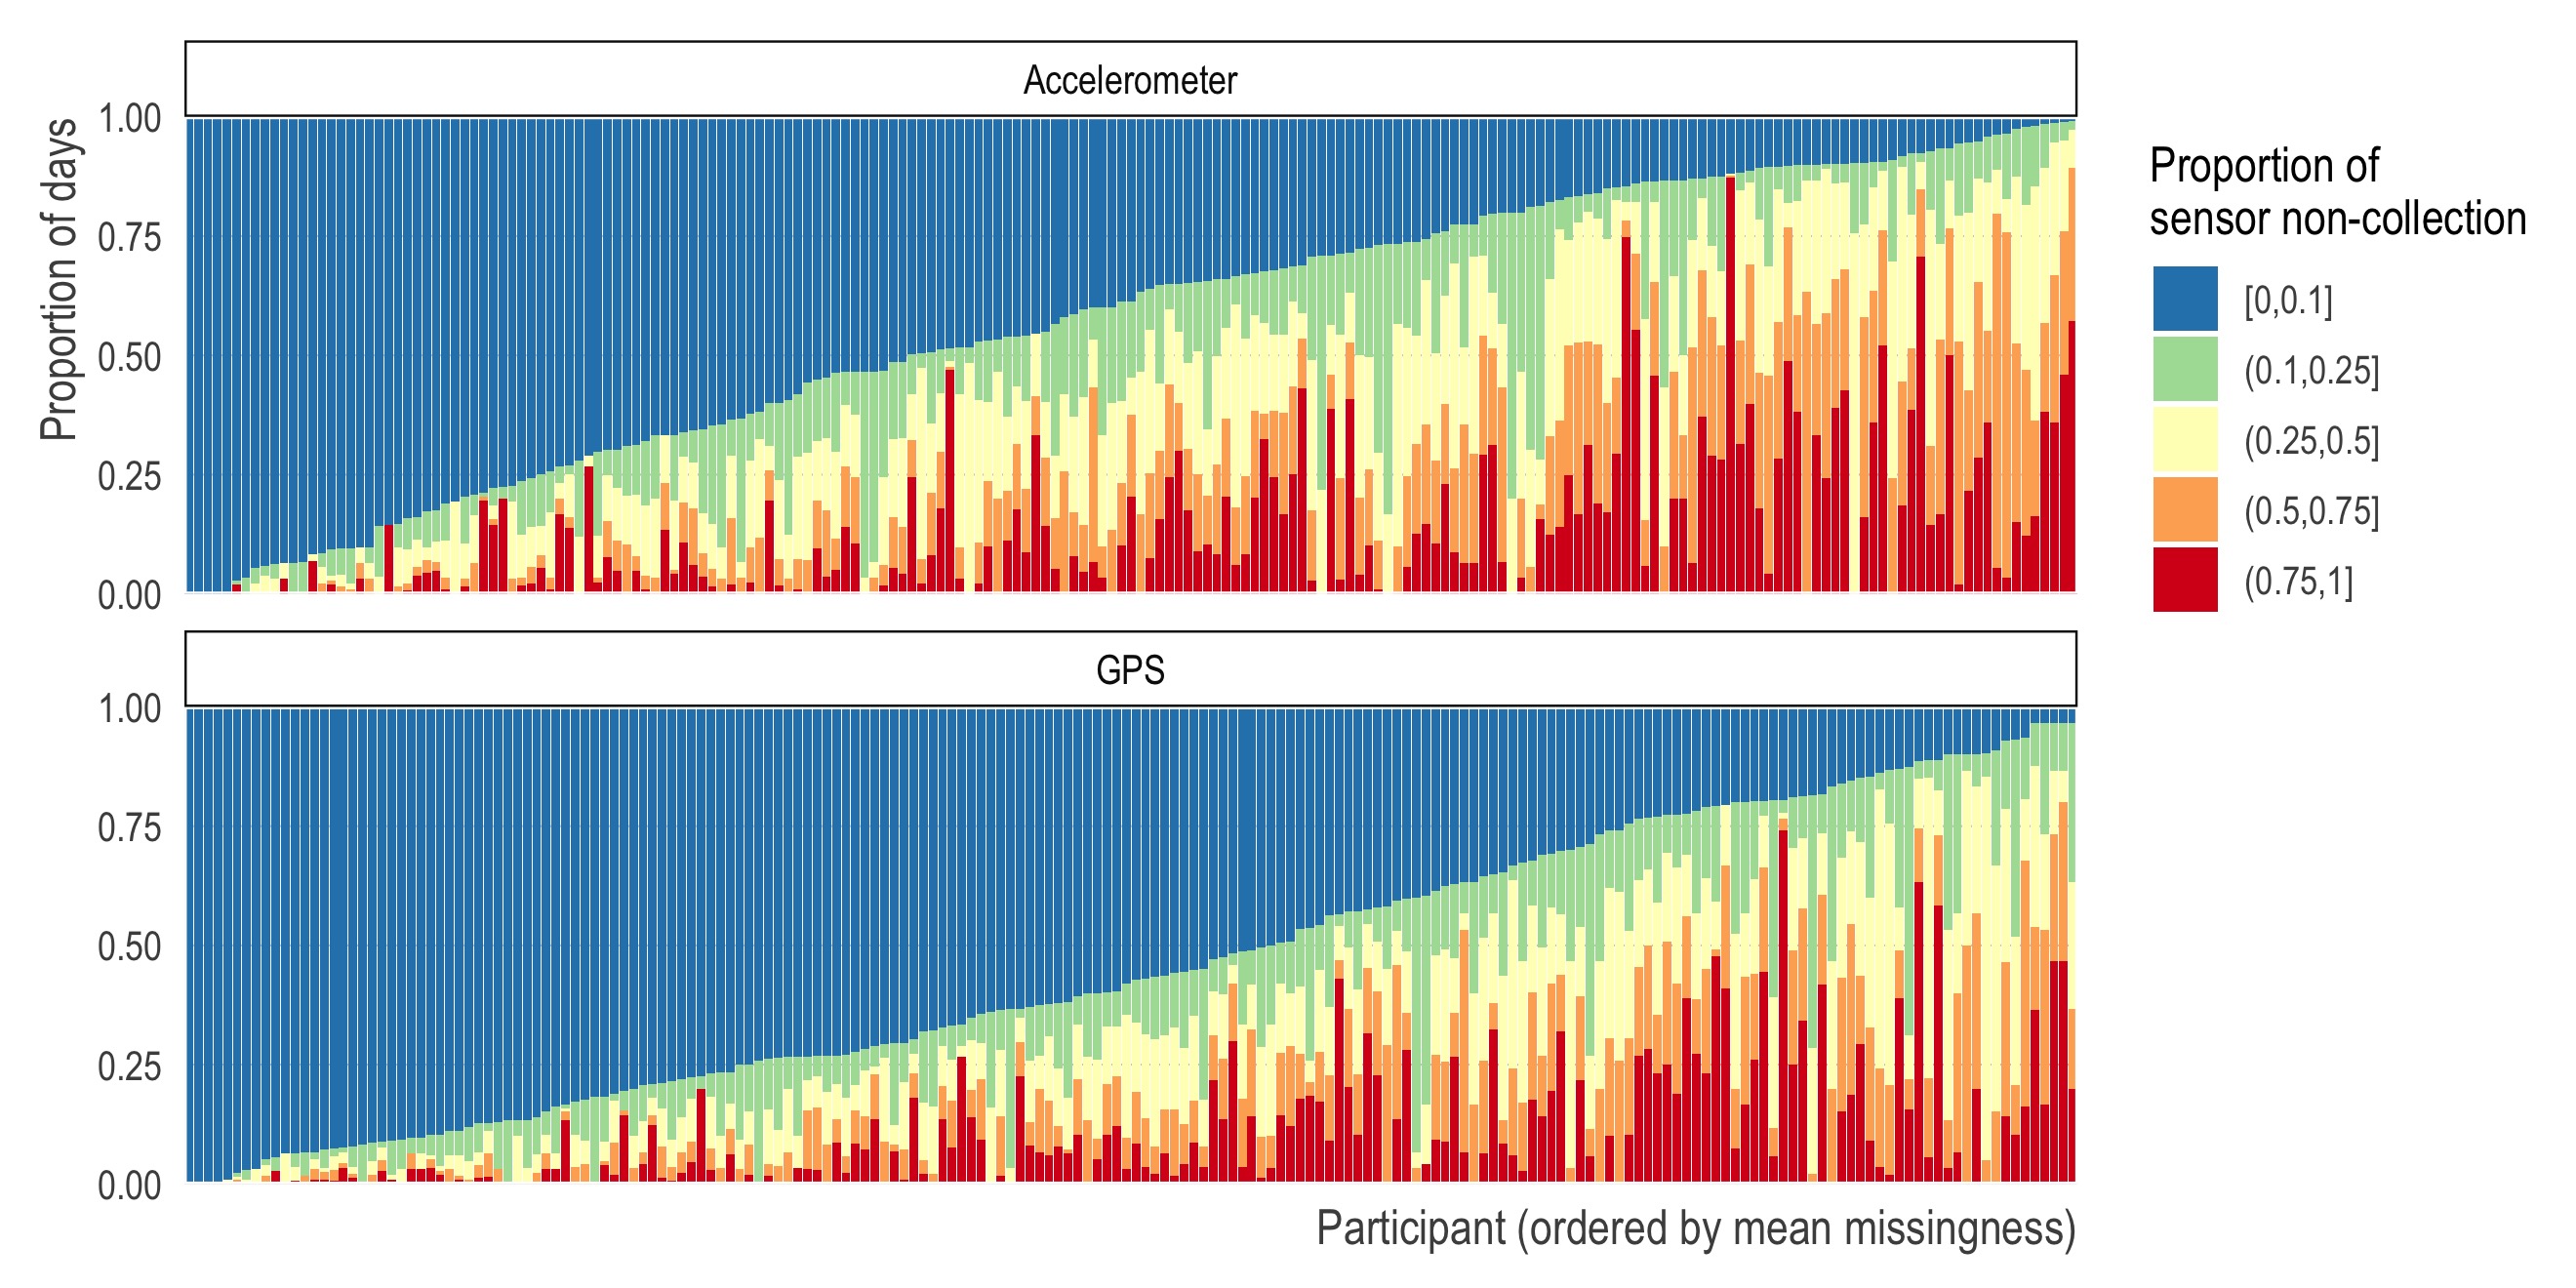 Accelerometer
1.00
0.75
0.50
0.25
0.00
Proportion of days
GPS
1.00
0.75
0.50
0.25
0.00
Participant (ordered by mean missingness)
Proportion of
sensor non-collection
[0,0.1]
(0.1,0.25]
(0.25,0.5]
(0.5,0.75]
(0.75,1]